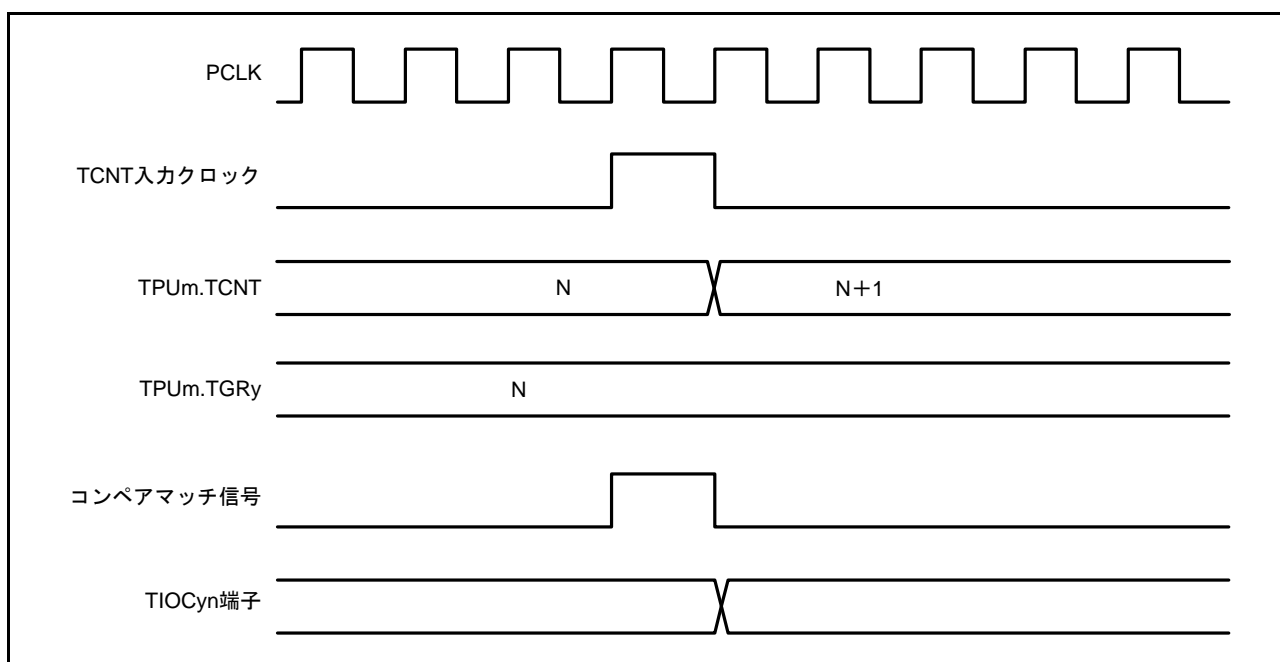 PCLK
TCNT入力クロック
TPUm.TCNT
N
N+1
TPUm.TGRy
N
コンペアマッチ信号
TIOCyn端子